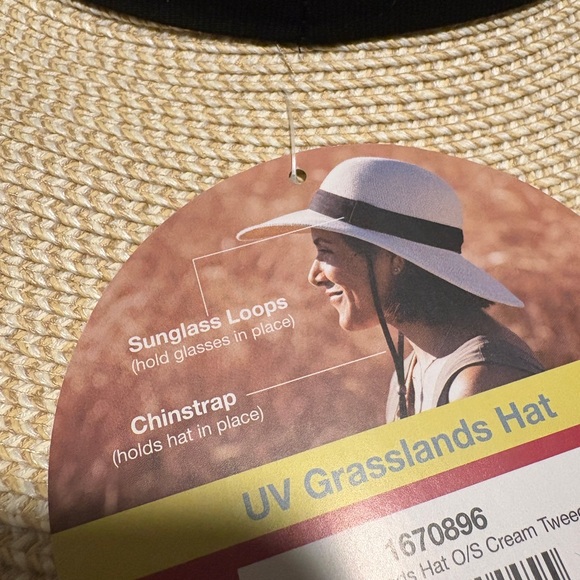 Sunglass Loops
(hold glasses in place)
Chinstrap
(holds hat in place)
UV Grasslands Hat
1670896
Hat O/S Cream